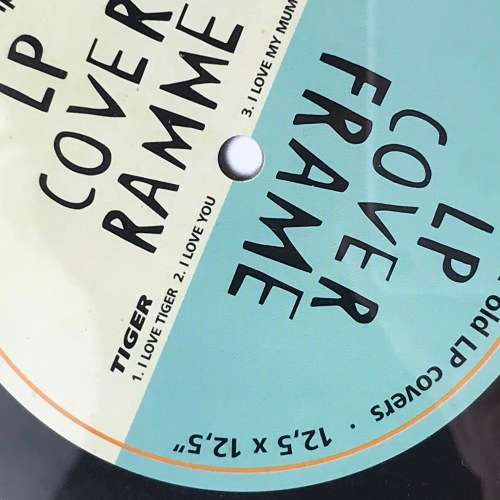 LP
COVER
RAMME
3. I LOVE MY MUM
TIGER
1. I LOVE TIGER 2. I LOVE YOU
LP
COVER
FRAME
old LP covers · 12,5 x 12,5”